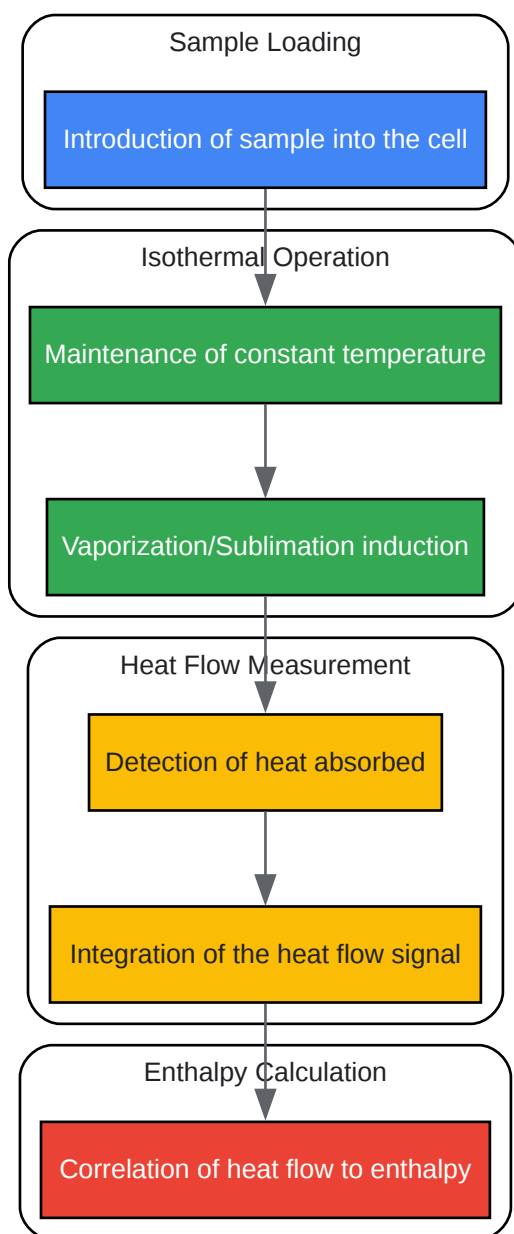 Sample Loading
Introduction of sample into the cell
Isothermal Operation
Maintenance of constant temperature
Vaporization/Sublimation induction
Heat Flow Measurement
Detection of heat absorbed
Integration of the heat flow signal
Enthalpy Calculation
Correlation of heat flow to enthalpy